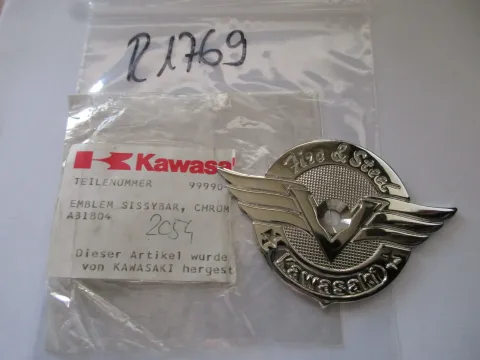 R1769
Kawasa
TEILENUMMER 99990
EMBLEM SISSYBAR, CHROM
A31804
2054
Dieser Artikel wurde
von KAWASAKI hergest
Fire & Steel
V
Kawasaki